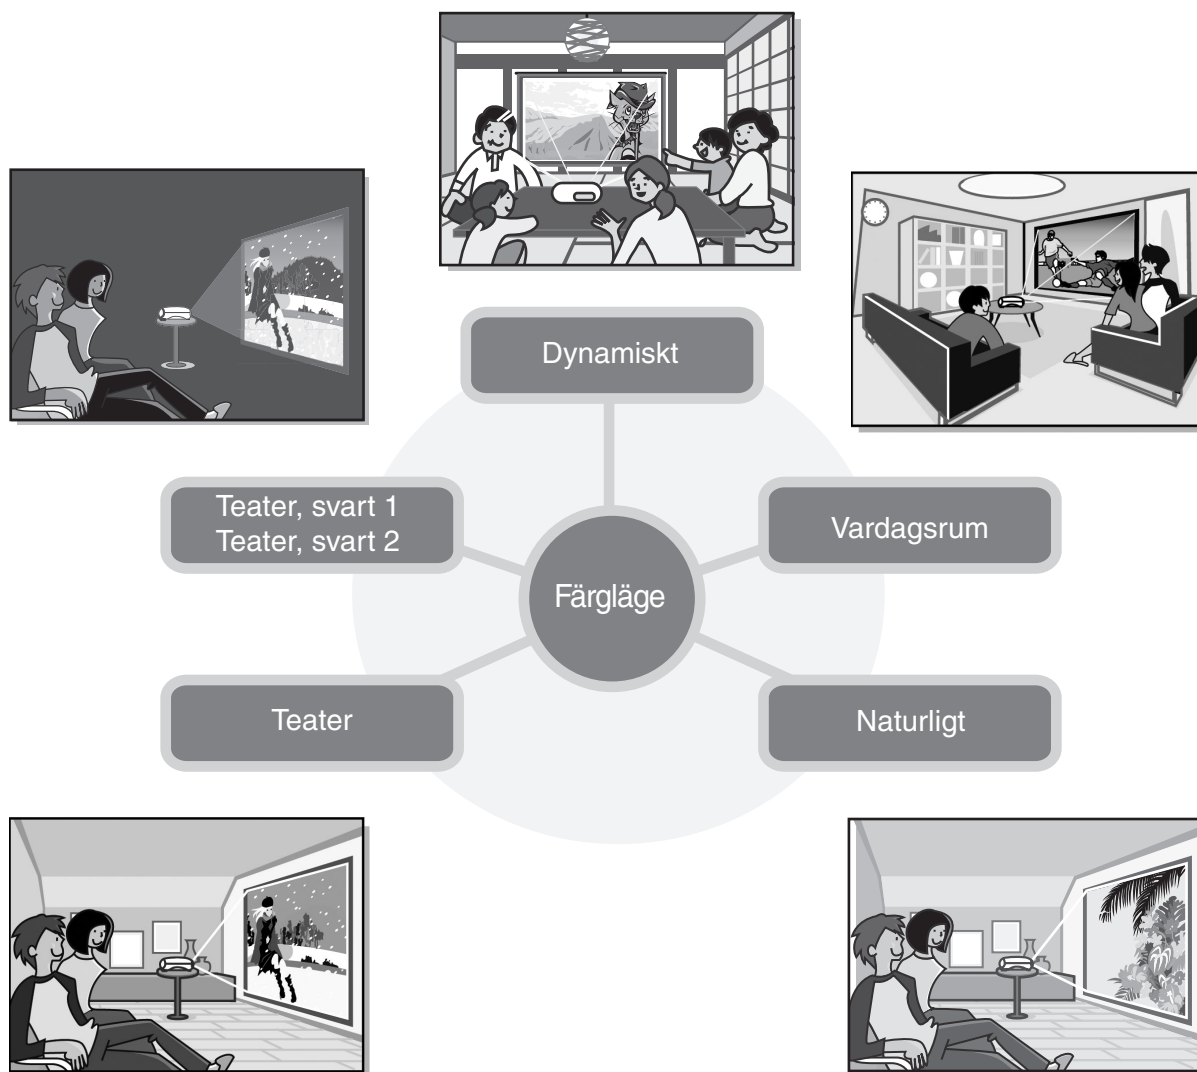 Dynamiskt
Teater, svart 1
Teater, svart 2
Vardagsrum
Färgläge
Teater
Naturligt